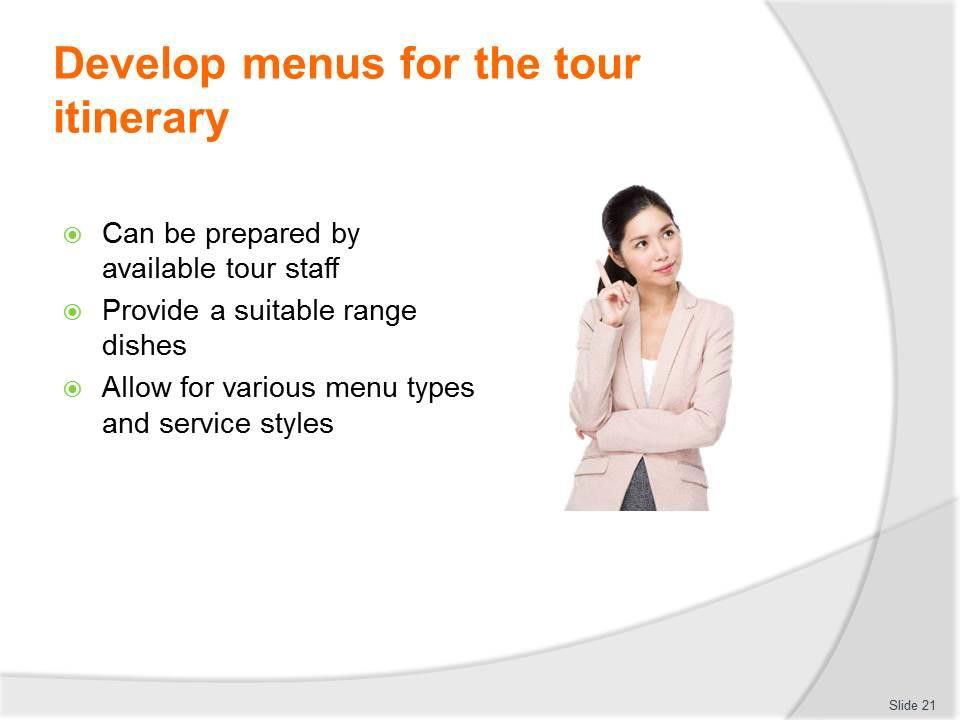 Develop menus for the tour
itinerary
Can be prepared by
available tour staff
Provide a suitable range
dishes
Allow for various menu types
and service styles
Slide 21